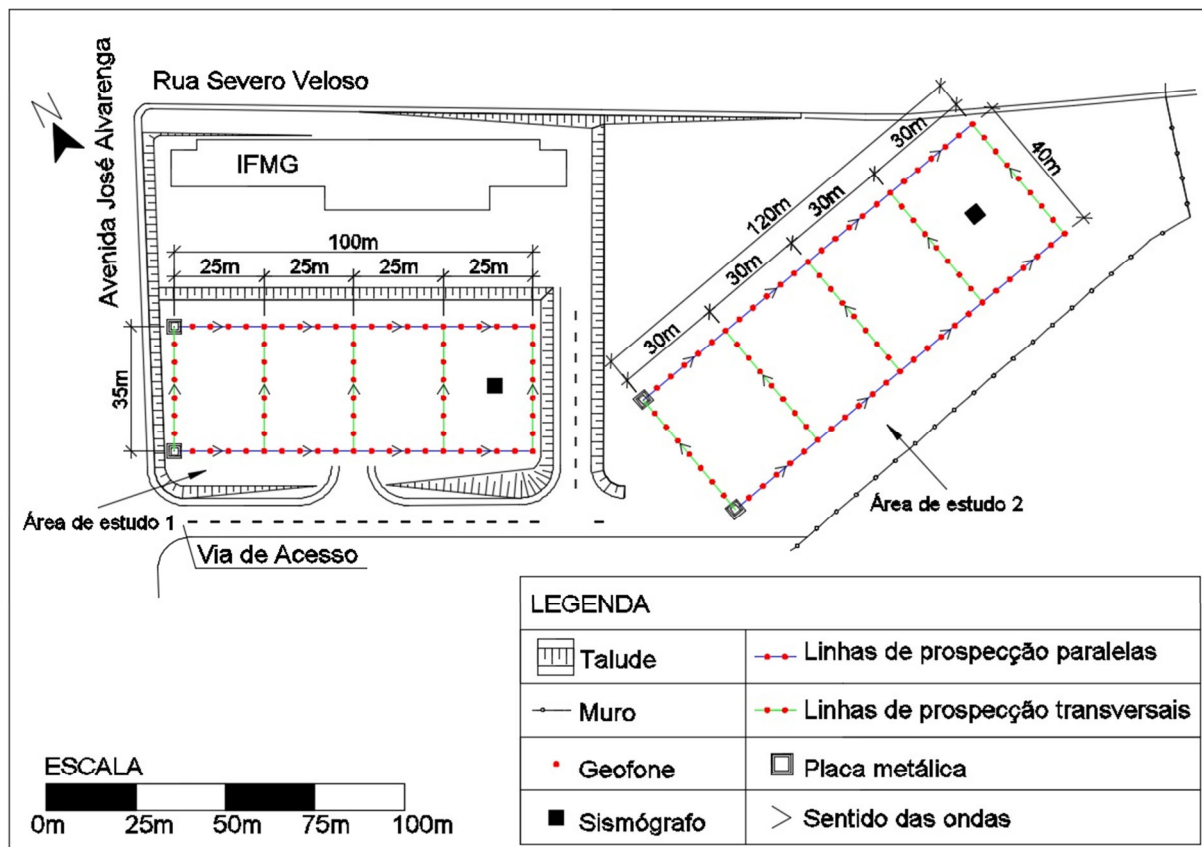 Rua Severo Veloso
N
Avenida José Alvarenga
IFMG
100m
25m 25m 25m 25m
35m
120m
30m
30m
30m
30m
40m
Área de estudo 1
Área de estudo 2
Via de Acesso
LEGENDA
Talude
Linhas de prospecção paralelas
Muro
Linhas de prospecção transversais
Geofone
Placa metálica
Sismógrafo
Sentido das ondas
ESCALA
0m 25m 50m 75m 100m